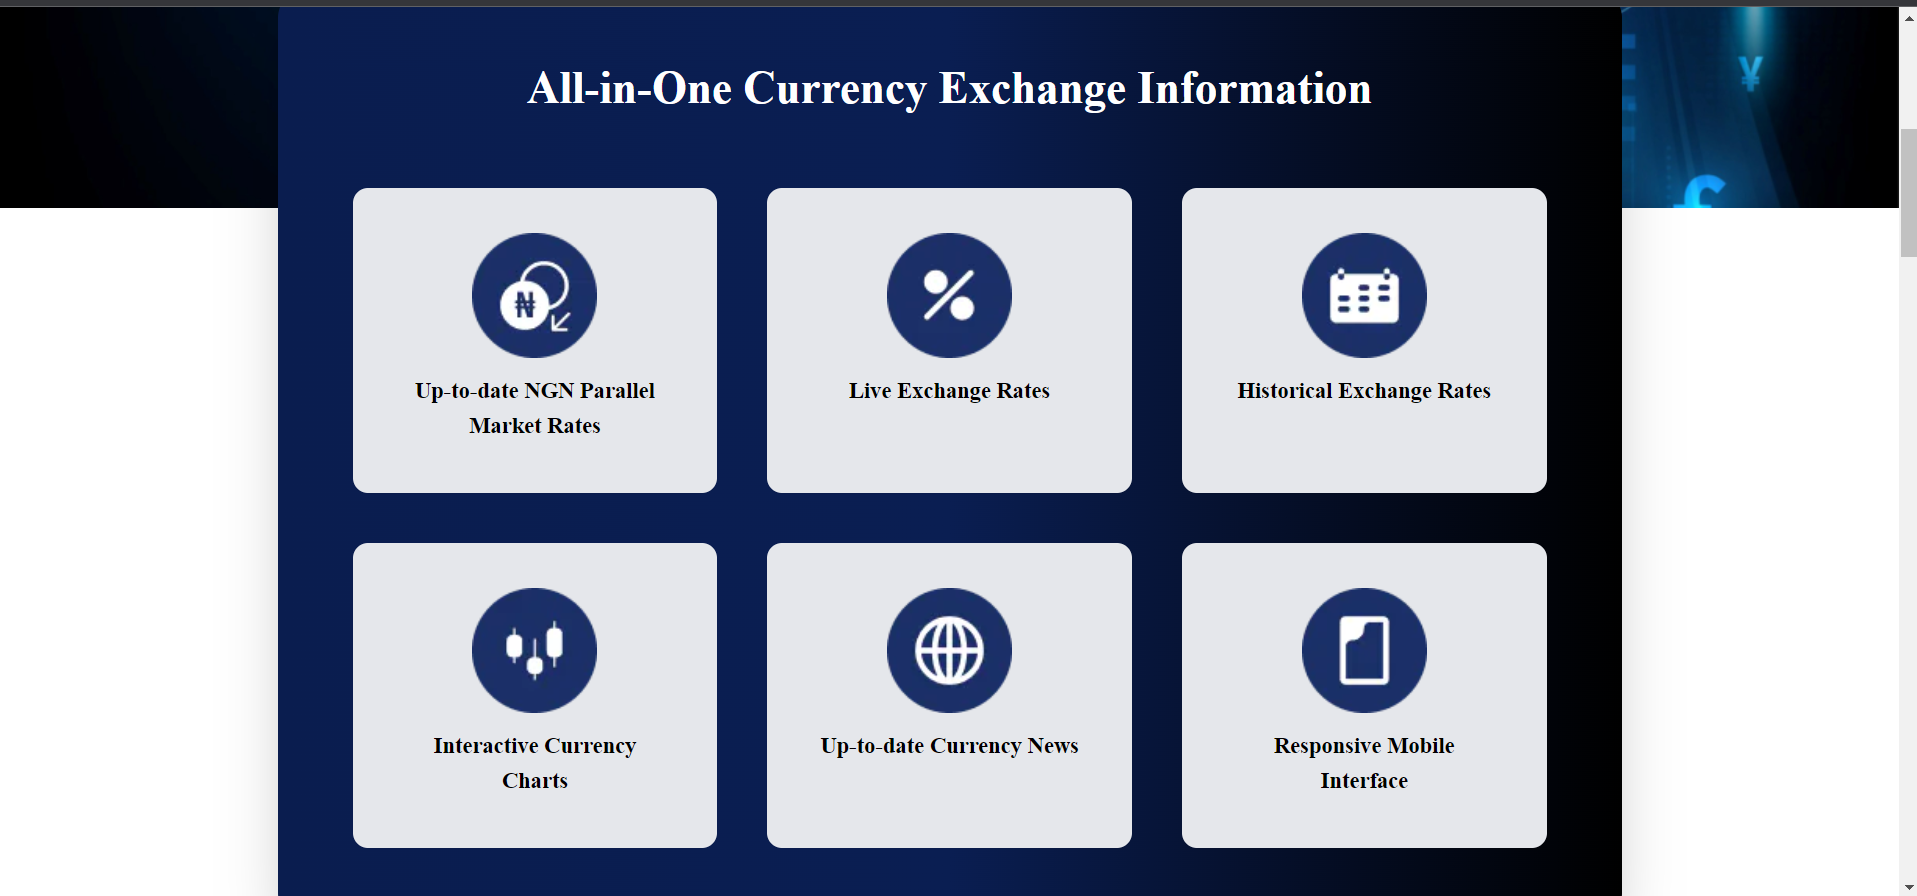 All-in-One Currency Exchange Information
¥
£
₦
Up-to-date NGN Parallel
Market Rates
Live Exchange Rates
Historical Exchange Rates
Interactive Currency
Charts
Up-to-date Currency News
Responsive Mobile
Interface